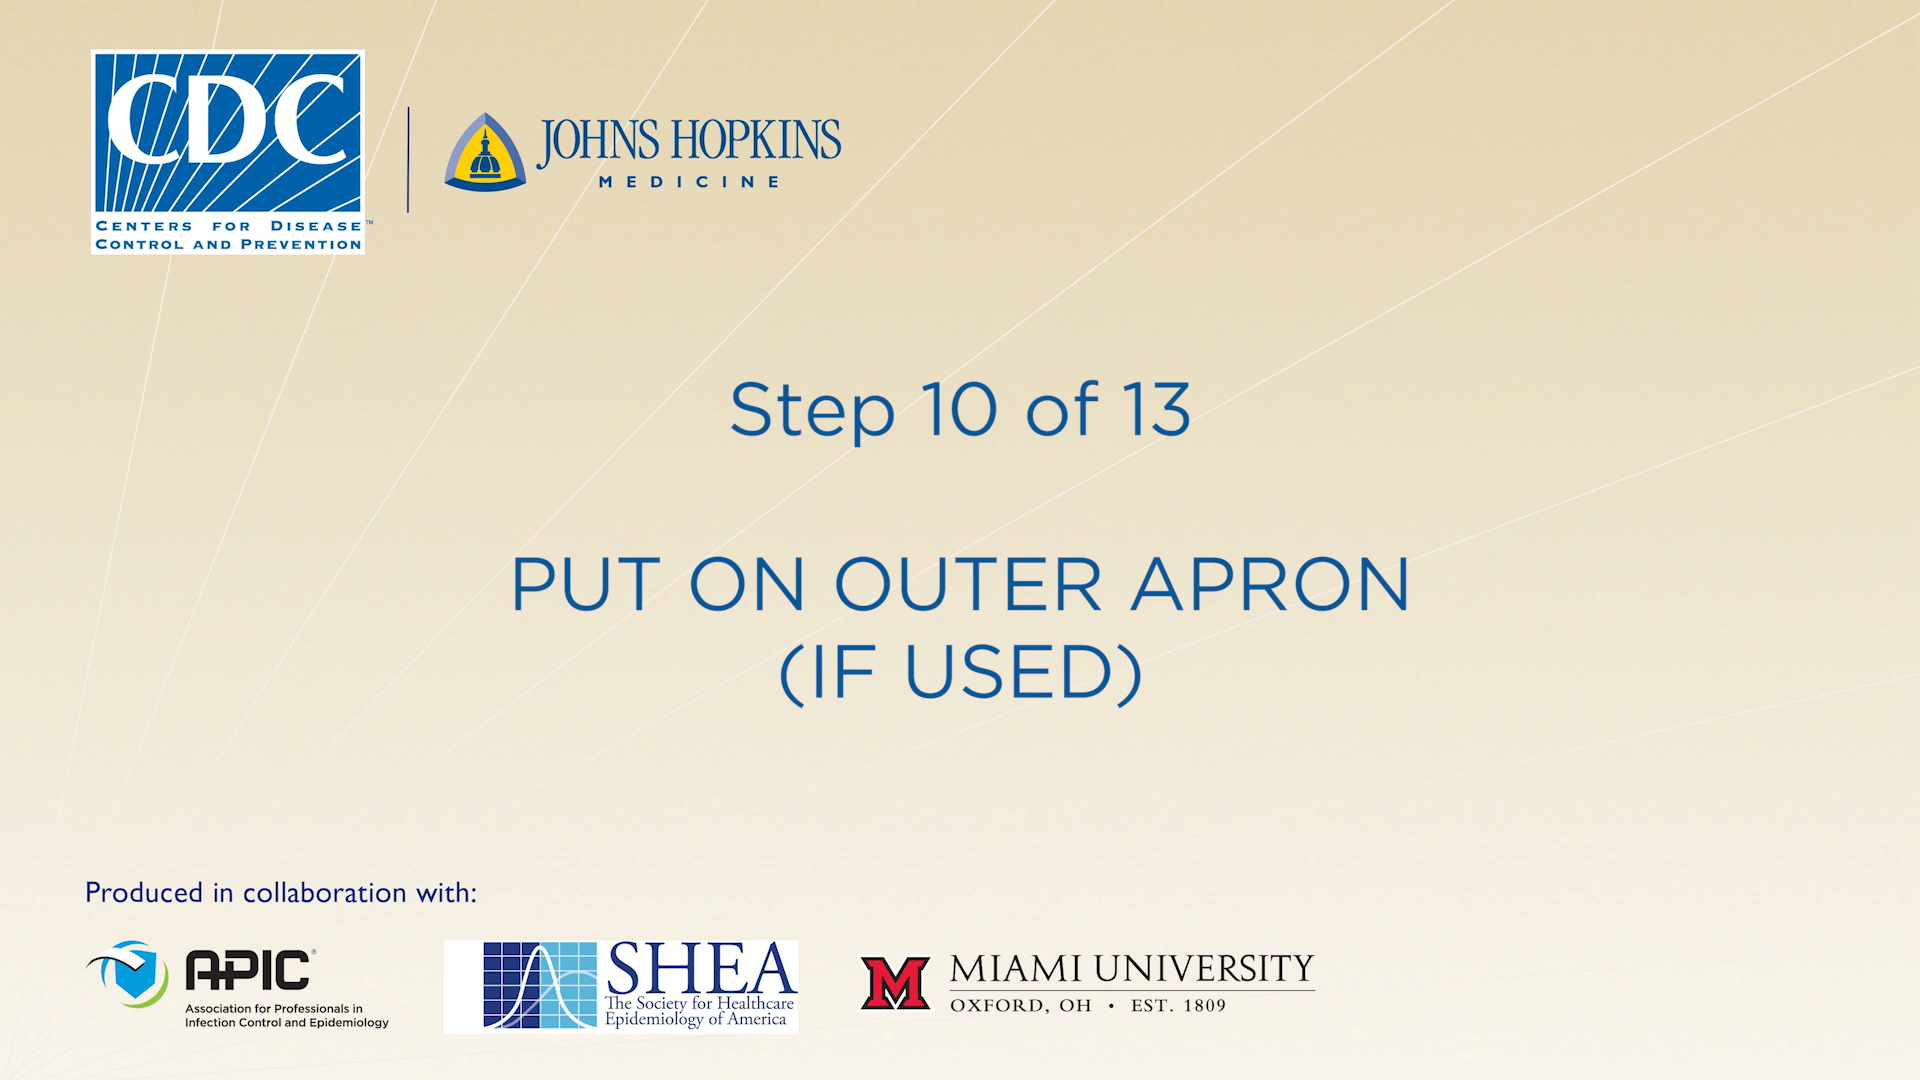 CDC
CENTERS FOR DISEASE™
CONTROL AND PREVENTION
JOHNS HOPKINS
MEDICINE
Step 10 of 13
PUT ON OUTER APRON
(IF USED)
Produced in collaboration with:
APIC®
Association for Professionals in
Infection Control and Epidemiology
SHEA
The Society for Healthcare
Epidemiology of America
M
MIAMI UNIVERSITY
OXFORD, OH • EST. 1809